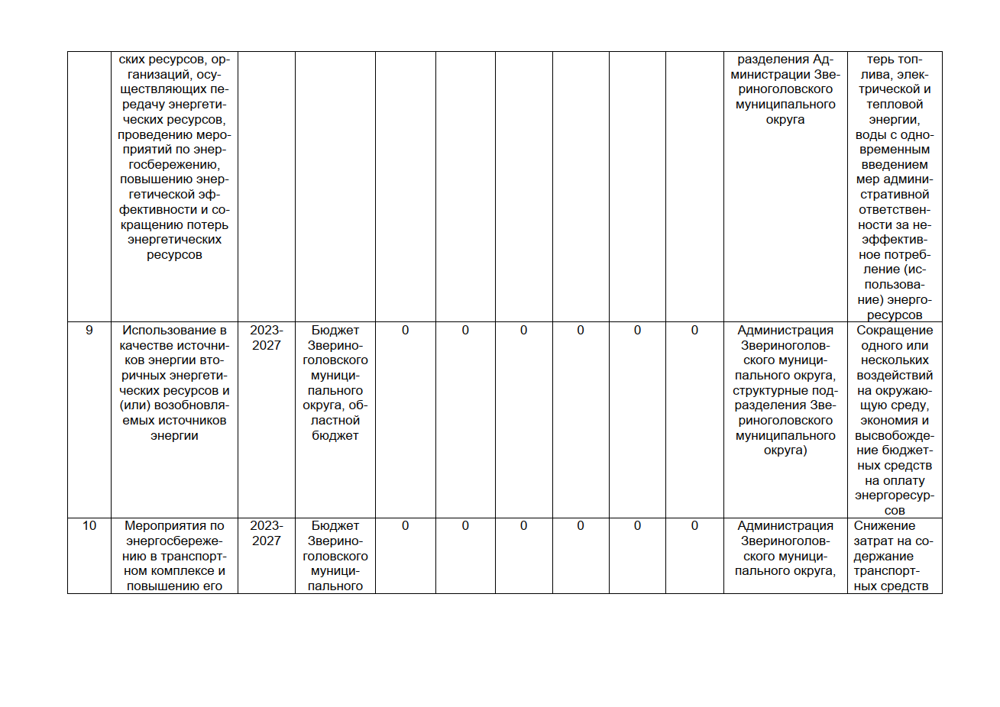 ских ресурсов, ор-
ганизаций, осу-
ществляющих пе-
редачу энергети-
ческих ресурсов,
проведению меро-
приятий по энер-
госбережению,
повышению энер-
гетической эф-
фективности и со-
кращению потерь
энергетических
ресурсов
разделения Ад-
министрации Зве-
риноголовского
муниципального
округа
терь топ-
лива, элек-
трической и
тепловой
энергии,
воды с одно-
временным
введением
мер админи-
стративной
ответствен-
ности за не-
эффектив-
ное потреб-
ление (ис-
пользова-
ние) энерго-
ресурсов
9
Использование в
качестве источни-
ков энергии вто-
ричных энергети-
ческих ресурсов и
(или) возобновля-
емых источников
энергии
2023-
2027
Бюджет
Зверино-
головского
муници-
пального
округа, об-
ластной
бюджет
0
0
0
0
0
0
Администрация
Звериноголов-
ского муници-
пального округа,
структурные под-
разделения Зве-
риноголовского
муниципального
округа)
Сокращение
одного или
нескольких
воздействий
на окружаю-
щую среду,
экономия и
высвобожде-
ние бюджет-
ных средств
на оплату
энергоресур-
сов
10
Мероприятия по
энергосбереже-
нию в транспорт-
ном комплексе и
повышению его
2023-
2027
Бюджет
Зверино-
головского
муници-
пального
0
0
0
0
0
0
Администрация
Звериноголов-
ского муници-
пального округа,
Снижение
затрат на со-
держание
транспорт-
ных средств